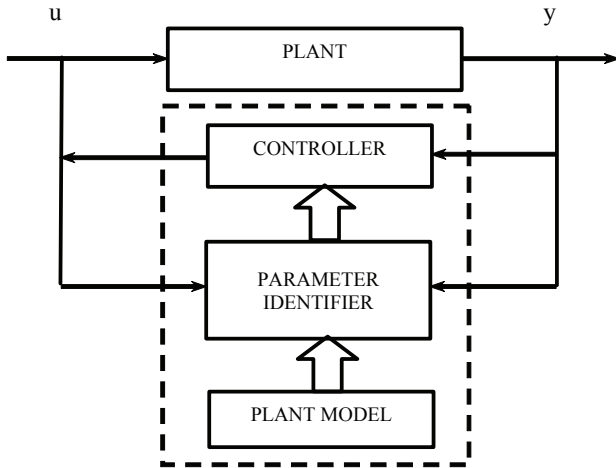 u
y
PLANT
CONTROLLER
PARAMETER
IDENTIFIER
PLANT MODEL